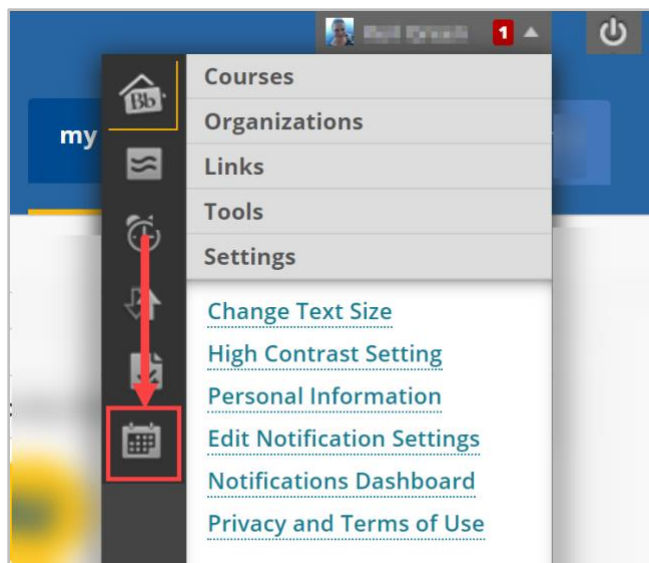 1
Bb
my
Courses
Organizations
Links
Tools
Settings
Change Text Size
High Contrast Setting
Personal Information
Edit Notification Settings
Notifications Dashboard
Privacy and Terms of Use